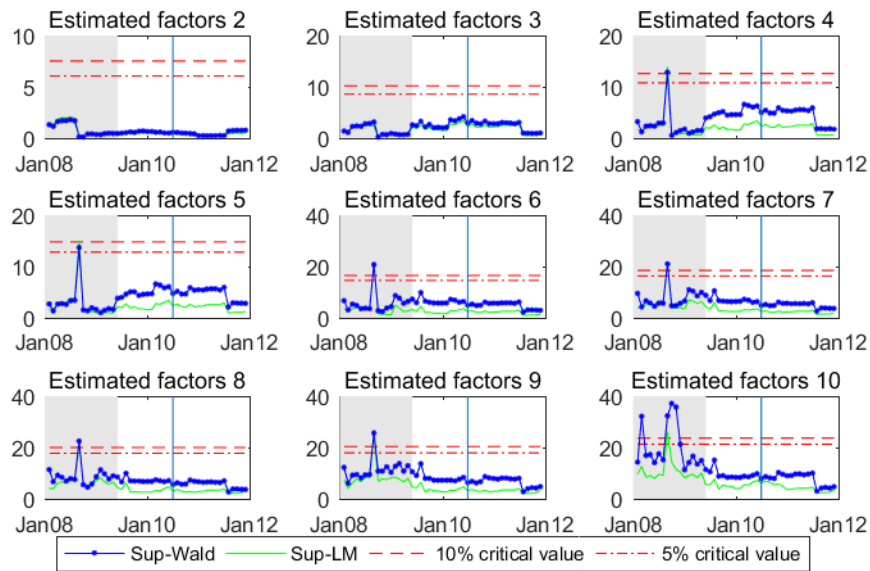 Estimated factors 2
Estimated factors 3
Estimated factors 4
10
5
0
Jan08
Jan10
Jan12
20
10
0
Jan08
Jan10
Jan12
20
10
0
Jan08
Jan10
Jan12
Estimated factors 5
Estimated factors 6
Estimated factors 7
20
10
0
Jan08
Jan10
Jan12
40
20
0
Jan08
Jan10
Jan12
40
20
0
Jan08
Jan10
Jan12
Estimated factors 8
Estimated factors 9
Estimated factors 10
40
20
0
Jan08
Jan10
Jan12
40
20
0
Jan08
Jan10
Jan12
40
20
0
Jan08
Jan10
Jan12
Sup-Wald
Sup-LM
10% critical value
5% critical value